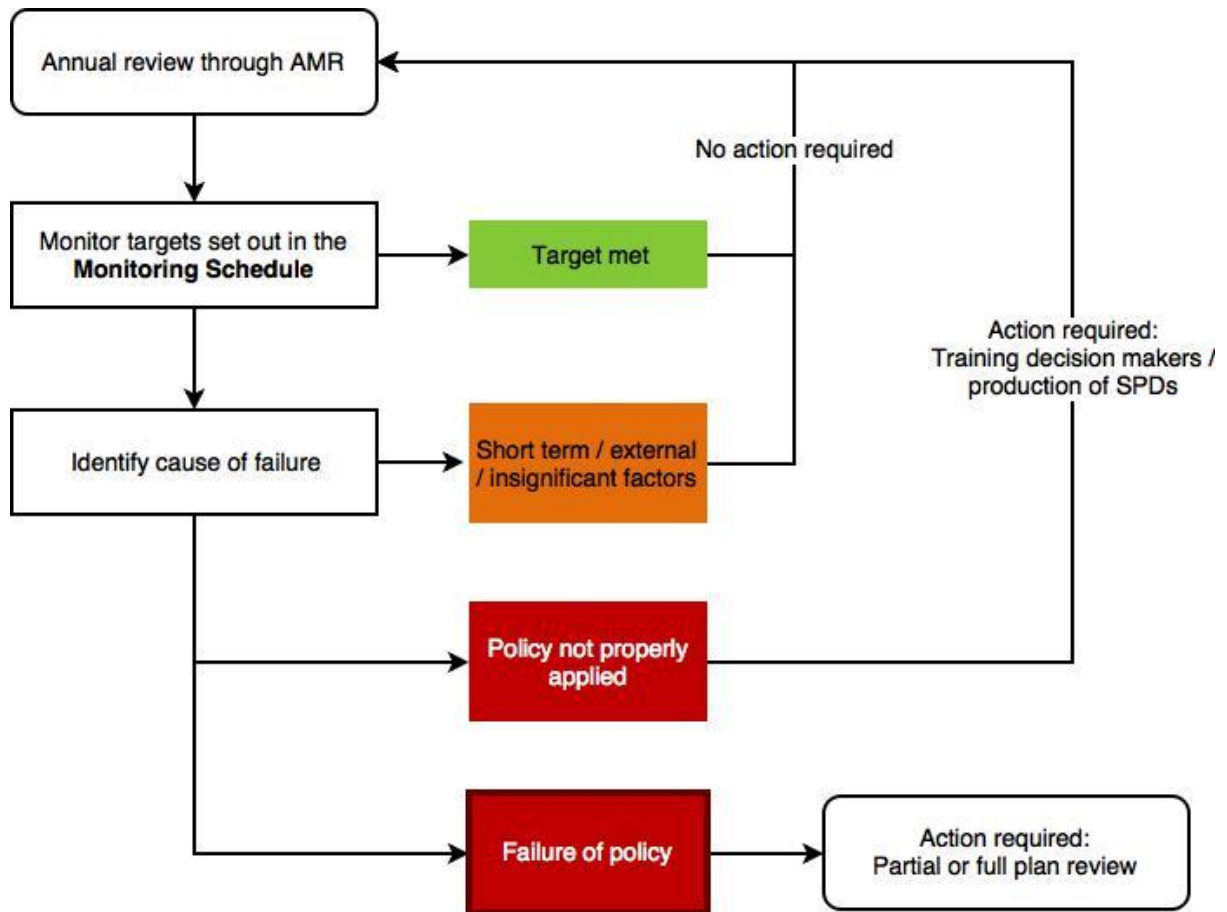 Annual review through AMR
No action required
Monitor targets set out in the
Monitoring Schedule
Target met
Action required:
Training decision makers /
production of SPDs
Identify cause of failure
Short term / external
/ insignificant factors
Policy not properly
applied
Failure of policy
Action required:
Partial or full plan review